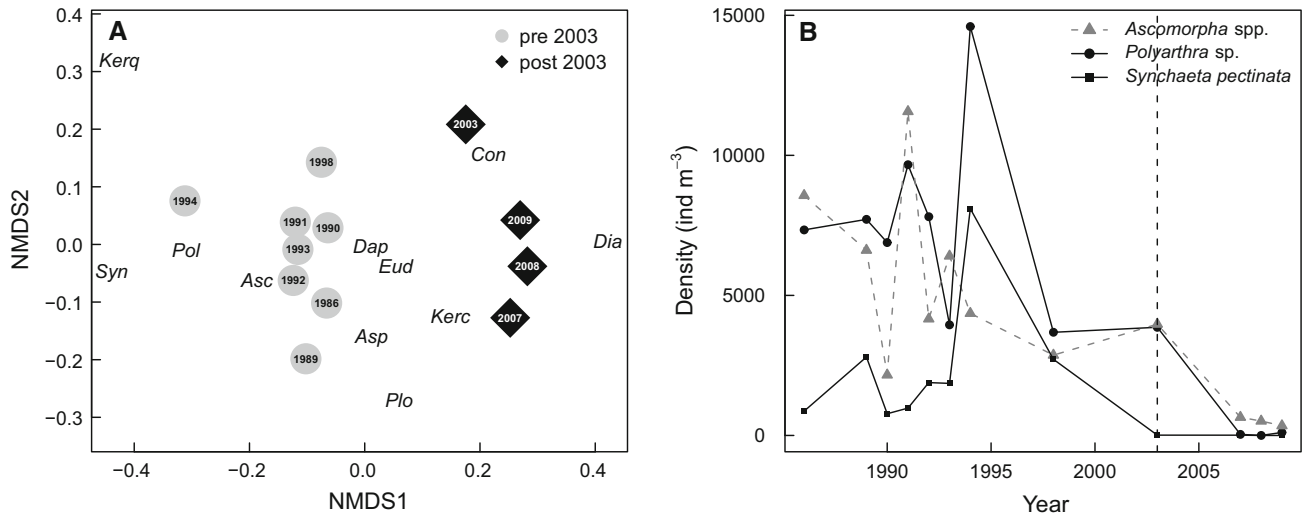 A
pre 2003
post 2003
Kerq
2003
Con
1998
1994
1991
1990
2009
Pol
1993
Dap
Dia
Syn
Asc
1992
Eud
2008
1986
Kerc
2007
Asp
1989
Plo
0.4
0.3
0.2
0.1
0.0
−0.1
−0.2
−0.3
NMDS2
−0.4
−0.2
0.0
0.2
0.4
NMDS1
B
Ascomorpha spp.
Polyarthra sp.
Synchaeta pectinata
15000
10000
5000
0
Density (ind m⁻³)
1990
1995
2000
2005
Year